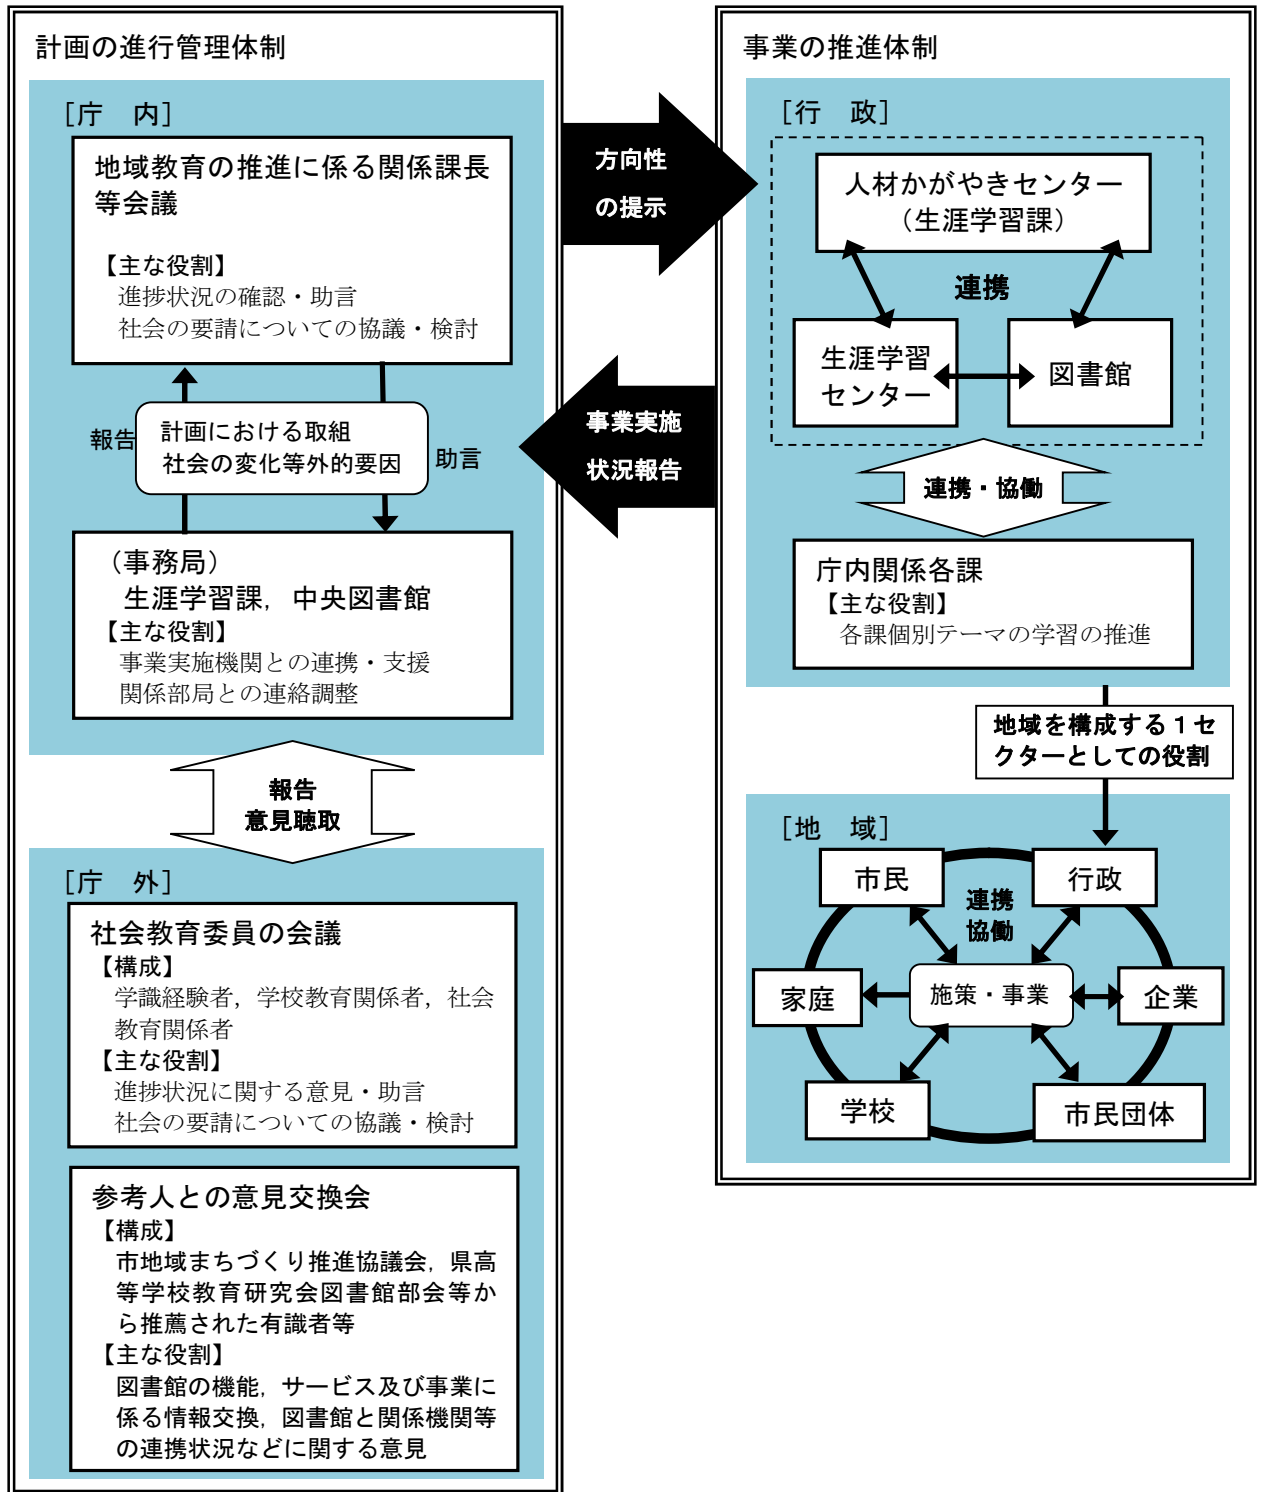 計画の進行管理体制
［庁　内］
地域教育の推進に係る関係課長
等会議
【主な役割】
進捗状況の確認・助言
社会の要請についての協議・検討
報告
計画における取組
社会の変化等外的要因
助言
（事務局）
生涯学習課，中央図書館
【主な役割】
事業実施機関との連携・支援
関係部局との連絡調整
報告
意見聴取
［庁　外］
社会教育委員の会議
【構成】
学識経験者，学校教育関係者，社会
教育関係者
【主な役割】
進捗状況に関する意見・助言
社会の要請についての協議・検討
参考人との意見交換会
【構成】
市地域まちづくり推進協議会，県高
等学校教育研究会図書館部会等か
ら推薦された有識者等
【主な役割】
図書館の機能，サービス及び事業に
係る情報交換，図書館と関係機関等
の連携状況などに関する意見
方向性
の提示
事業実施
状況報告
事業の推進体制
［行　政］
人材かがやきセンター
（生涯学習課）
連携
生涯学習
センター
図書館
連携・協働
庁内関係各課
【主な役割】
各課個別テーマの学習の推進
地域を構成する１セ
クターとしての役割
［地　域］
市民
行政
連携
協働
家庭
施策・事業
企業
学校
市民団体